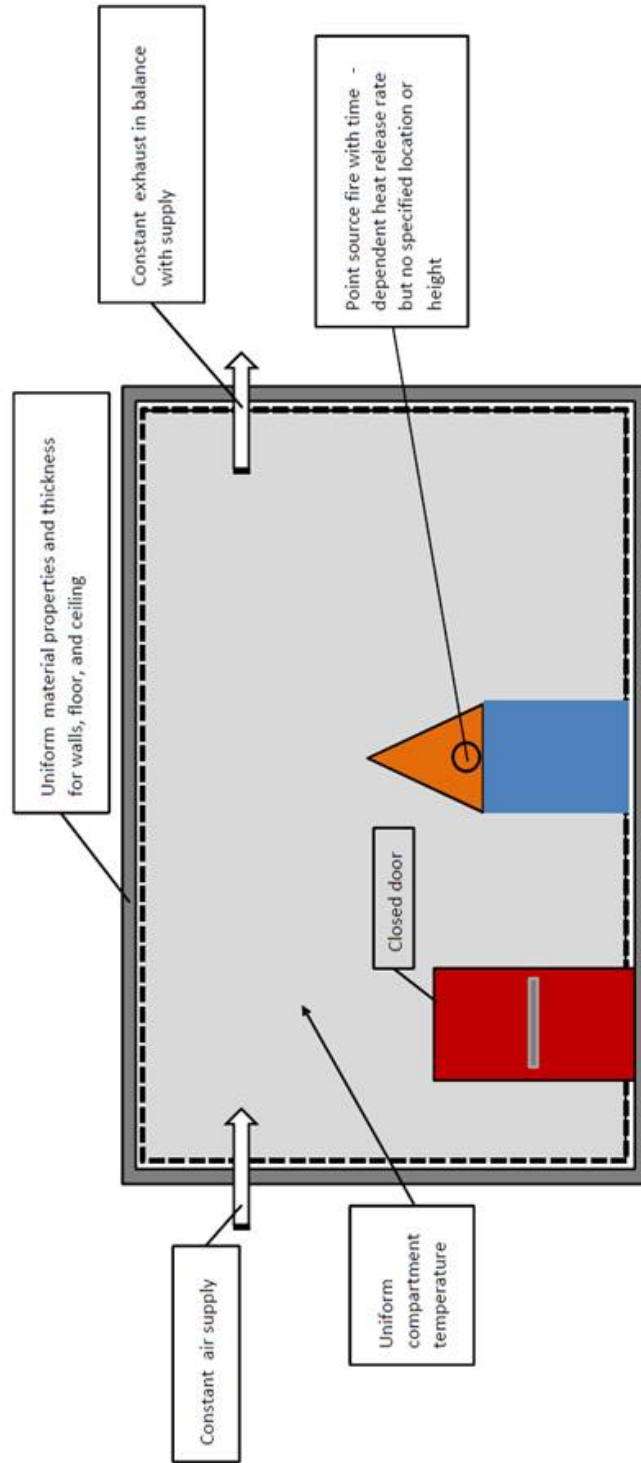 Uniform material properties and thickness
for walls, floor, and ceiling
Constant air supply
Constant exhaust in balance
with supply
Uniform
compartment
temperature
Closed door
Point source fire with time -
dependent heat release rate
but no specified location or
height